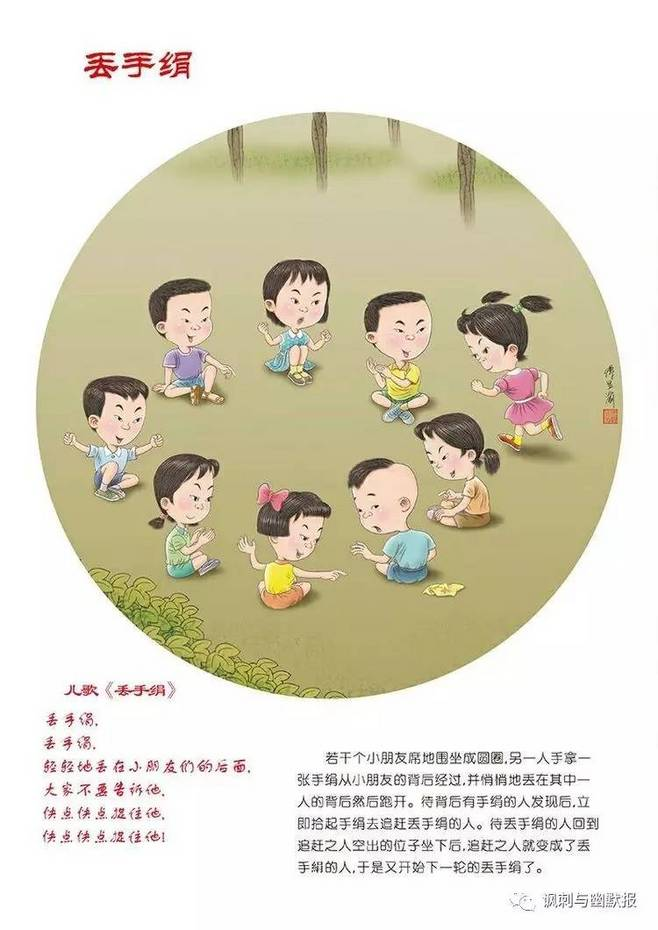 丢手绢
傅显渝
儿歌《丢手绢》
丢手绢,
丢手绢,
轻轻地丢在小朋友们的后面,
大家不要告诉他,
快点快点捉住他,
快点快点捉住他!
若干个小朋友席地围坐成圆圈,另一人手拿一
张手绢从小朋友的背后经过,并悄悄地丢在其中一
人的背后然后跑开。待背后有手绢的人发现后,立
即拾起手绢去追赶丢手绢的人。待丢手绢的人回到
追赶之人空出的位子坐下后,追赶之人就变成了丢
手绢的人,于是又开始下一轮的丢手绢了。
讽刺与幽默报